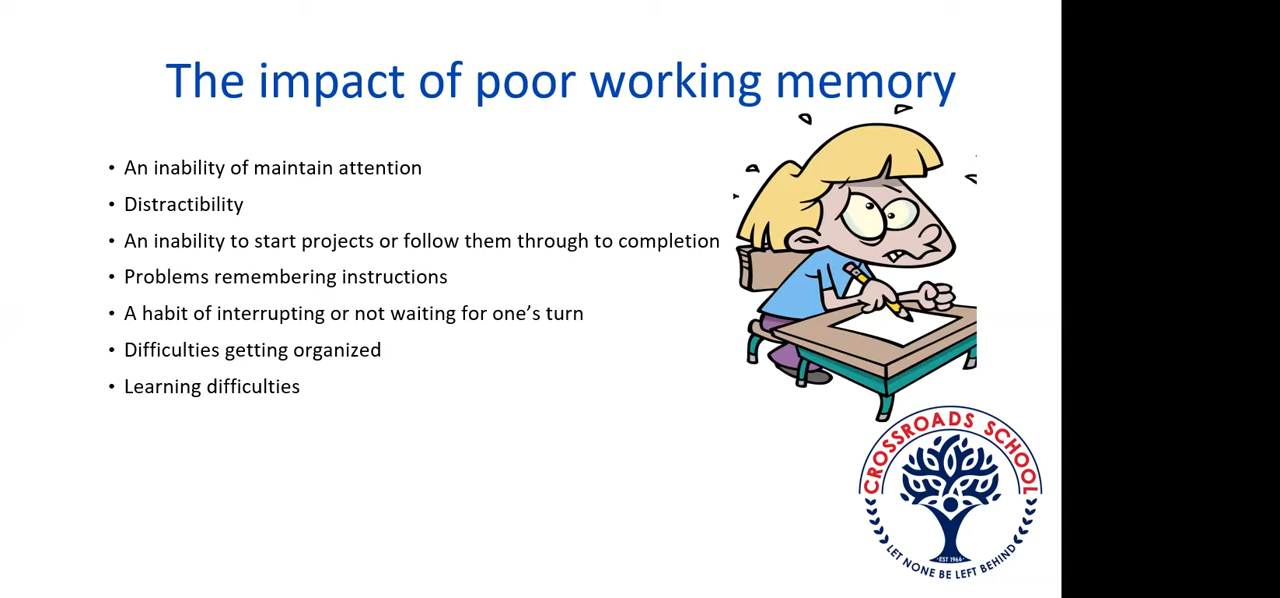 The impact of poor working memory
• An inability of maintain attention
• Distractibility
• An inability to start projects or follow them through to completion
• Problems remembering instructions
• A habit of interrupting or not waiting for one’s turn
• Difficulties getting organized
• Learning difficulties
CROSSROADS SCHOOL
EST 1964
LET NONE BE LEFT BEHIND